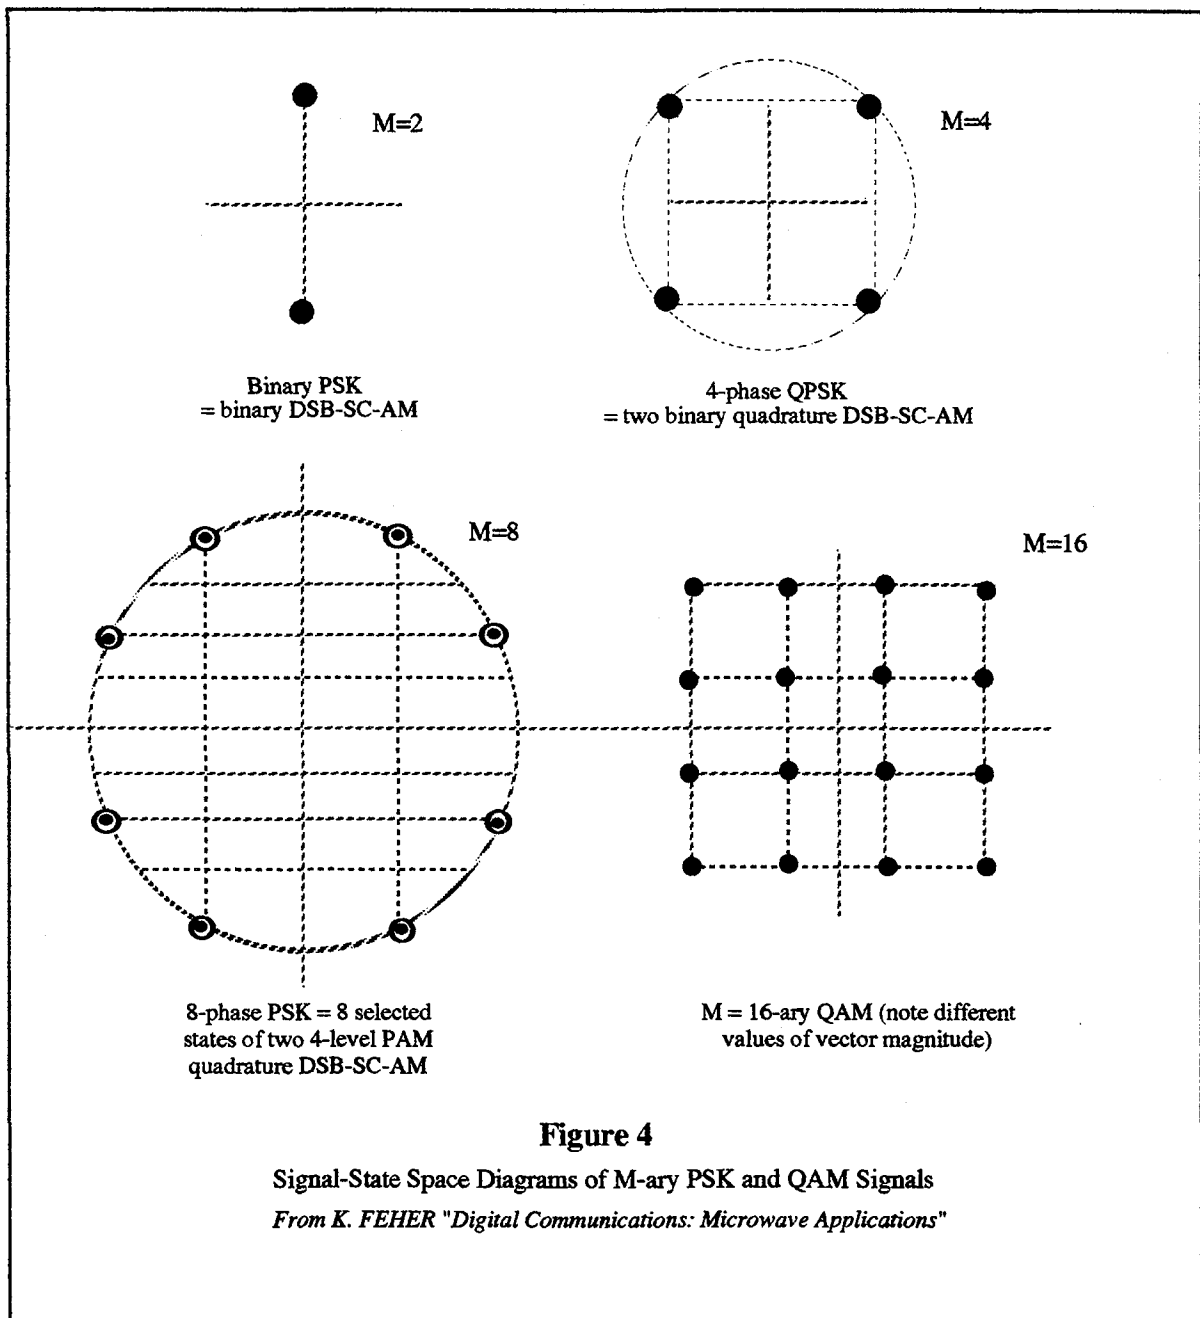 M=2
M=4
Binary PSK
= binary DSB-SC-AM
4-phase QPSK
= two binary quadrature DSB-SC-AM
M=8
M=16
8-phase PSK = 8 selected
states of two 4-level PAM
quadrature DSB-SC-AM
M = 16-ary QAM (note different
values of vector magnitude)
Figure 4
Signal-State Space Diagrams of M-ary PSK and QAM Signals
From K. FEHER "Digital Communications: Microwave Applications"